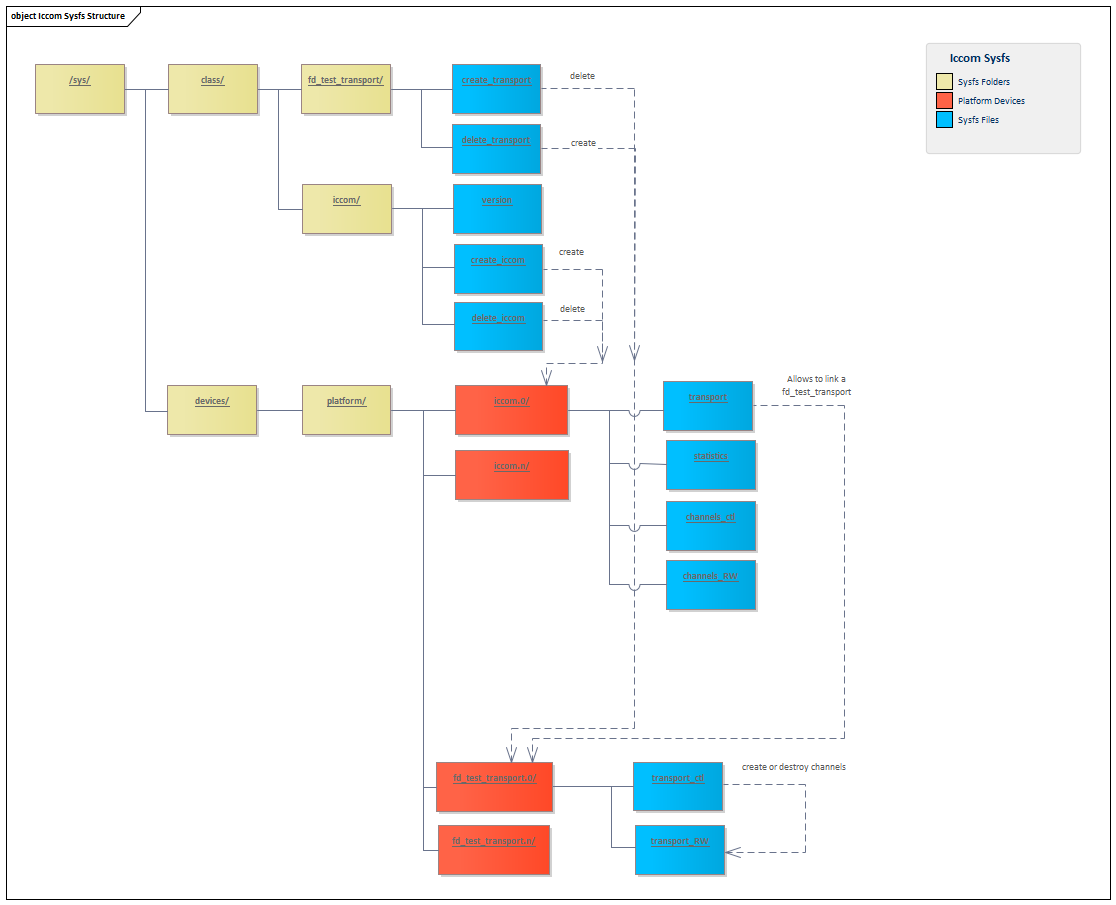 object Iccom Sysfs Structure
Iccom Sysfs
Sysfs Folders
Platform Devices
Sysfs Files
/sys/
class/
fd_test_transport/
create_transport
delete
delete_transport
create
iccom/
version
create_iccom
create
delete_iccom
delete
devices/
platform/
iccom.0/
transport
Allows to link a
fd_test_transport
iccom.n/
statistics
channels_ctl
channels_RW
fd_test_transport.0/
transport_ctl
create or destroy channels
fd_test_transport.n/
transport_RW